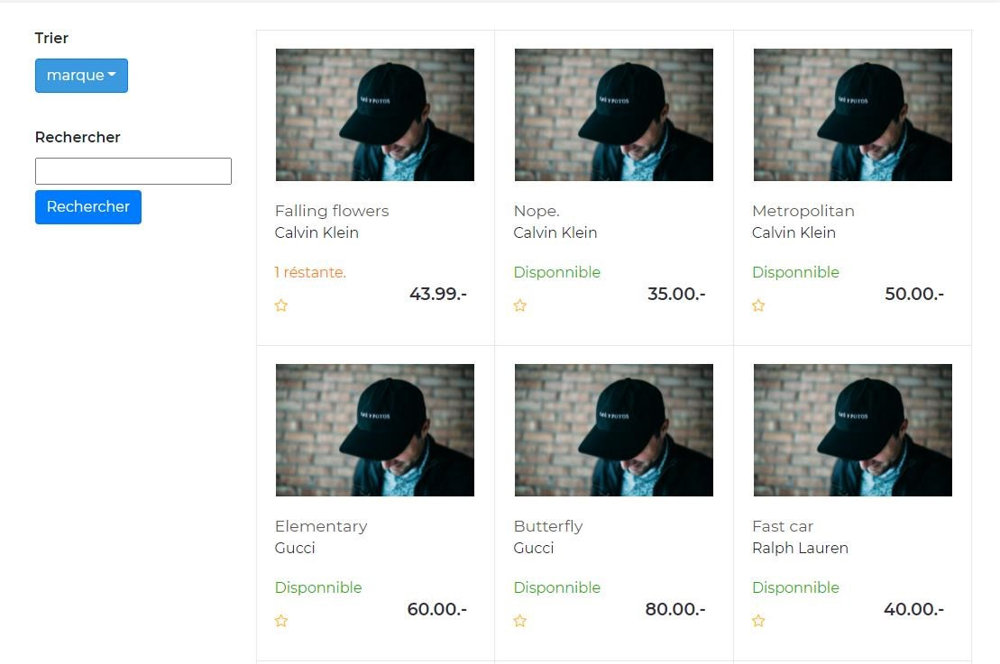 Trier
marque
Rechercher
Rechercher
Falling flowers
Calvin Klein
1 réstante.
43.99.-
Nope.
Calvin Klein
Disponnible
35.00.-
Metropolitan
Calvin Klein
Disponnible
50.00.-
Elementary
Gucci
Disponnible
60.00.-
Butterfly
Gucci
Disponnible
80.00.-
Fast car
Ralph Lauren
Disponnible
40.00.-